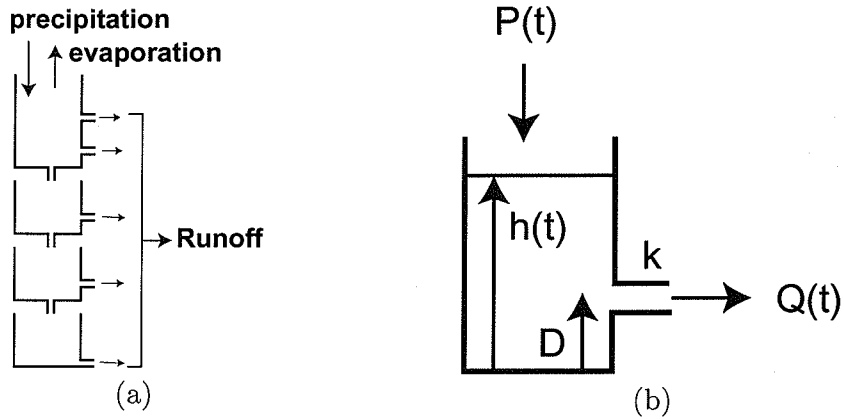 precipitation
evaporation
Runoff
(a)
P(t)
h(t)
k
Q(t)
D
(b)